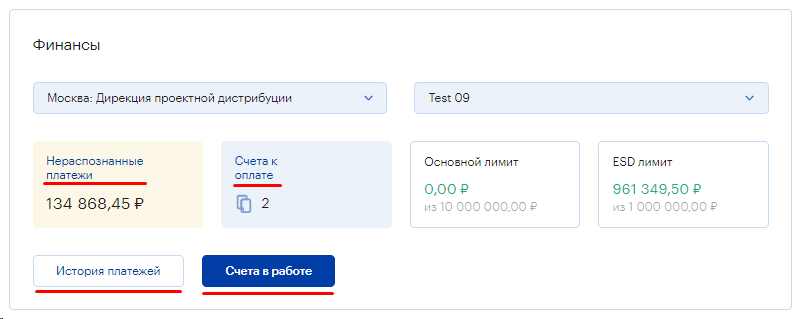 Финансы
Москва: Дирекция проектной дистрибуции
Test 09
Нераспознанные
платежи
134 868,45 ₽
Счета к
оплате
2
Основной лимит
0,00 ₽
из 10 000 000,00 ₽
ESD лимит
961 349,50 ₽
из 1 000 000,00 ₽
История платежей
Счета в работе